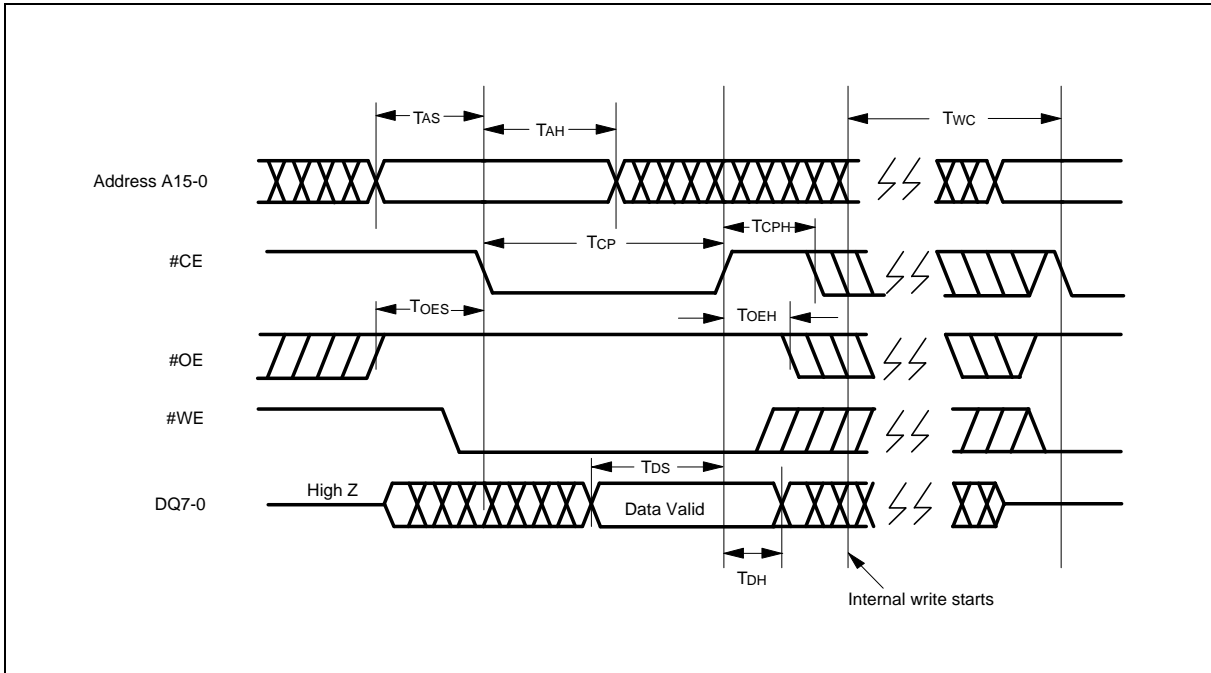 TAS
TAH
TWC
Address A15-0
TCP
TCPH
#CE
TOES
TOEH
#OE
#WE
TDS
High Z
DQ7-0
Data Valid
TDH
Internal write starts